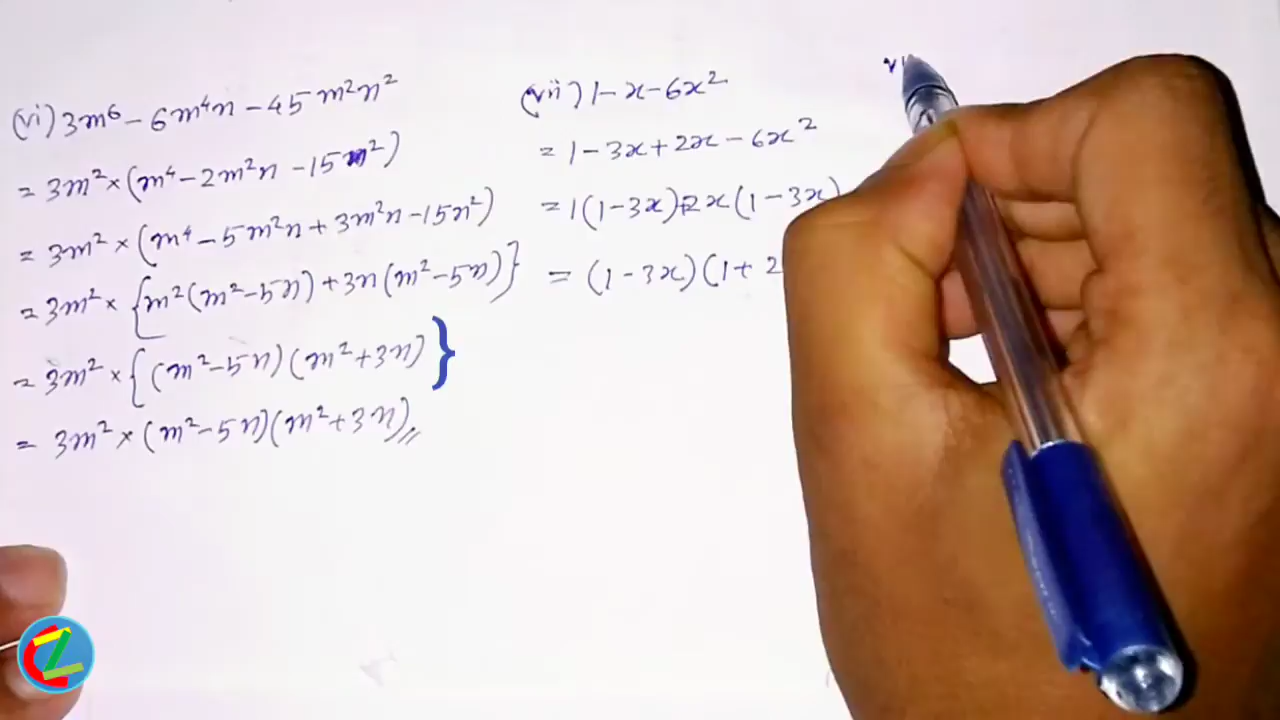 (vi) 3m⁶ - 6m⁴n - 45m²n²
= 3m² × (m⁴ - 2m²n - 15n²)
= 3m² × (m⁴ - 5m²n + 3m²n - 15n²)
= 3m² × {m²(m² - 5n) + 3n(m² - 5n)}
= 3m² × {(m² - 5n)(m² + 3n)}
= 3m² × (m² - 5n)(m² + 3n)//
(vii) 1 - x - 6x²
= 1 - 3x + 2x - 6x²
= 1(1 - 3x) + 2x(1 - 3x)
= (1 - 3x)(1 + 2